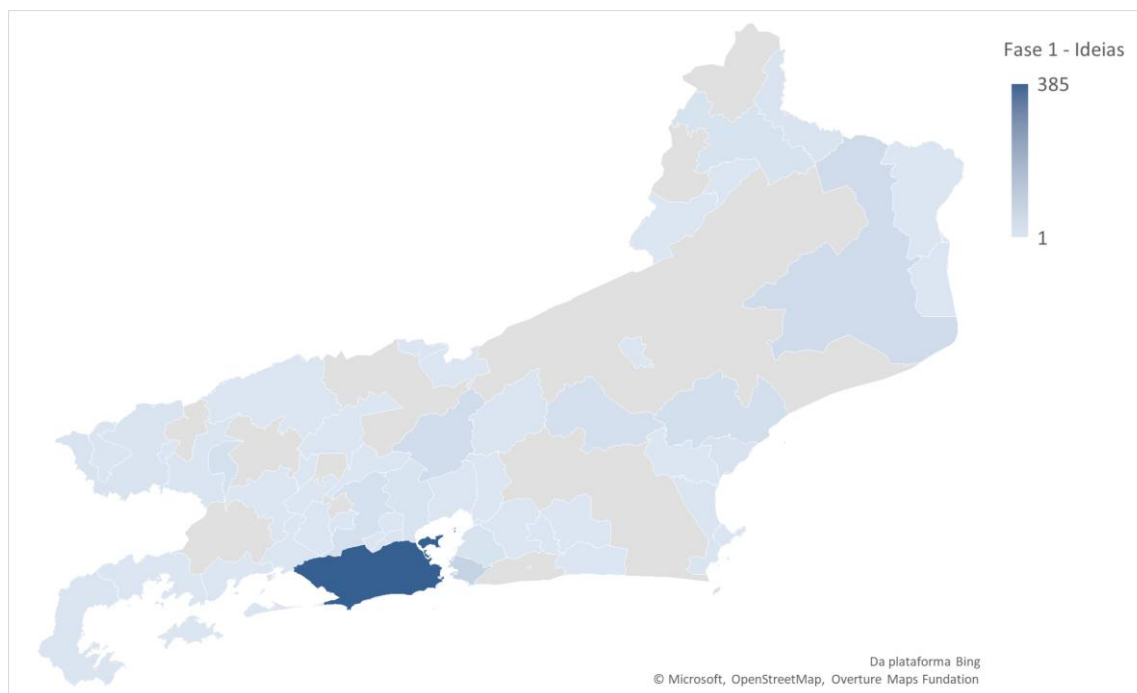 Fase 1 - Ideias
385
1
Da plataforma Bing
© Microsoft, OpenStreetMap, Overture Maps Fundation